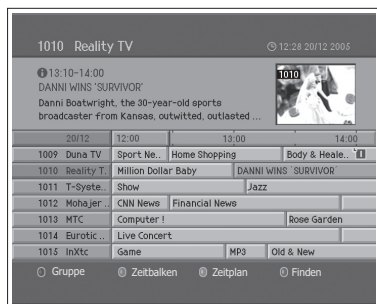 1010 Reality TV 12:28 20/12 2005
13:10-14:00
DANNI WINS 'SURVIVOR'
Danni Boatwright, the 30-year-old sports
broadcaster from Kansas, outwitted, outlasted ...
1010
20/12 12:00 13:00 14:00
1009 Duna TV Sport Ne.. Home Shopping Body & Heale..
1010 Reality T. Million Dollar Baby DANNI WINS 'SURVIVOR'
1011 T-Syste.. Show Jazz
1012 Mohajer .. CNN News Financial News
1013 MTC Computer ! Rose Garden
1014 Eurotic .. Live Concert
1015 InXtc Game MP3 Old & New
Gruppe Zeitbalken Zeitplan Finden